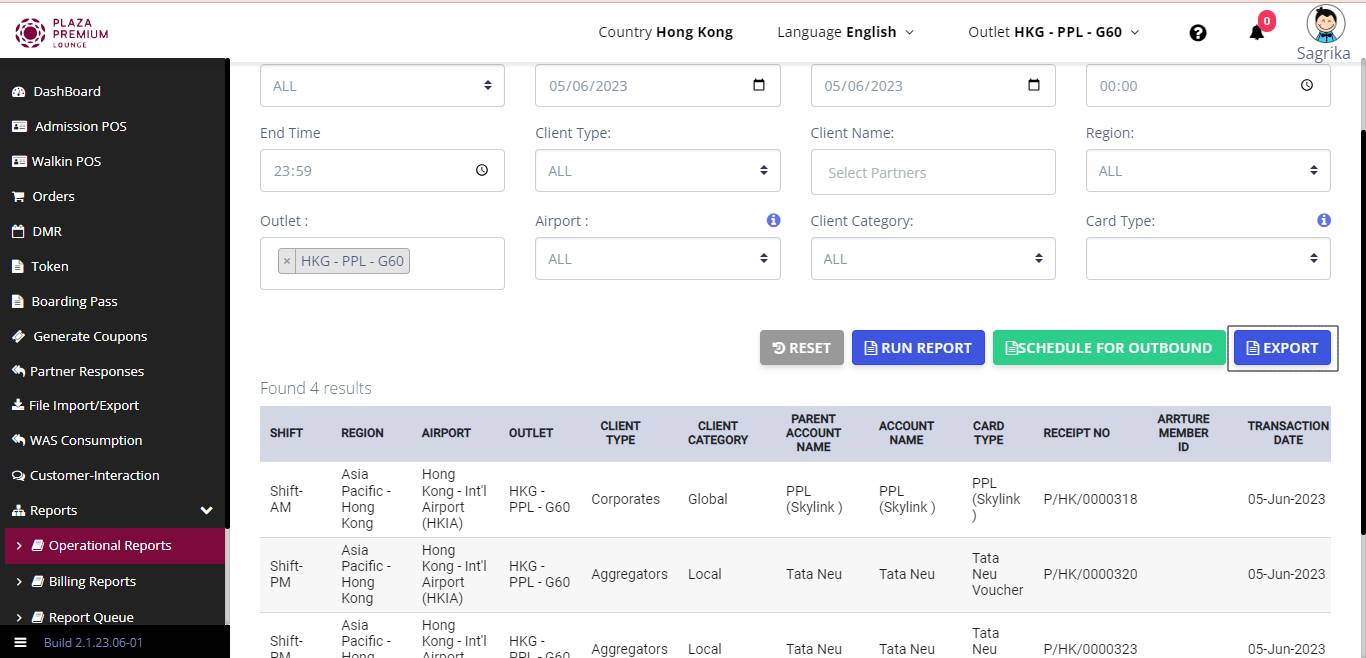 PLAZA
PREMIUM
LOUNGE
Country Hong Kong
Language English
Outlet HKG - PPL - G60
0
Sagrika
DashBoard
Admission POS
Walkin POS
Orders
DMR
Token
Boarding Pass
Generate Coupons
Partner Responses
File Import/Export
WAS Consumption
Customer-Interaction
Reports
Operational Reports
Billing Reports
Report Queue
Build 2.1.23.06-01
ALL
05/06/2023
05/06/2023
00:00
End Time
Client Type:
Client Name:
Region:
23:59
ALL
Select Partners
ALL
Outlet :
Airport :
Client Category:
Card Type:
× HKG - PPL - G60
ALL
ALL
RESET
RUN REPORT
SCHEDULE FOR OUTBOUND
EXPORT
Found 4 results
SHIFT
REGION
AIRPORT
OUTLET
CLIENT
TYPE
CLIENT
CATEGORY
PARENT
ACCOUNT
NAME
ACCOUNT
NAME
CARD
TYPE
RECEIPT NO
ARRTURE
MEMBER
ID
TRANSACTION
DATE
Shift-
AM
Asia
Pacific -
Hong
Kong
Hong
Kong - Int'l
Airport
(HKIA)
HKG -
PPL - G60
Corporates
Global
PPL
(Skylink )
PPL
(Skylink )
PPL
(Skylink
)
P/HK/0000318
05-Jun-2023
Shift-
PM
Asia
Pacific -
Hong
Kong
Hong
Kong - Int'l
Airport
(HKIA)
HKG -
PPL - G60
Aggregators
Local
Tata Neu
Tata Neu
Tata
Neu
Voucher
P/HK/0000320
05-Jun-2023
Shift-
PM
Asia
Pacific -
Hong
Hong
Kong - Int'l
Airport
HKG -
PPL - G60
Aggregators
Local
Tata Neu
Tata Neu
Tata
Neu
P/HK/0000323
05-Jun-2023